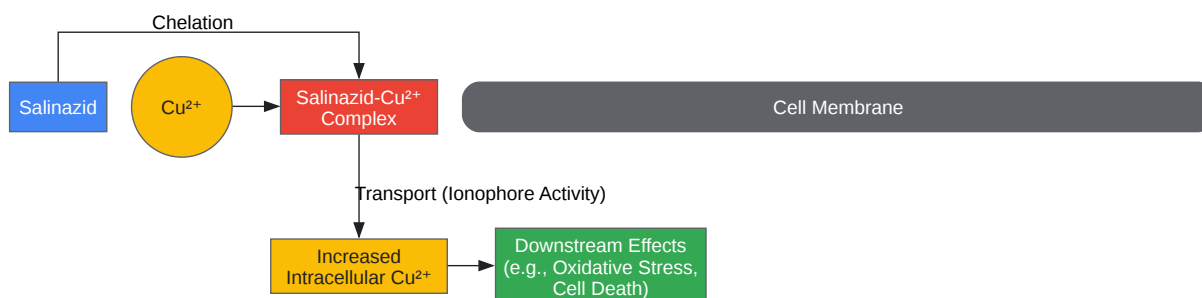 Chelation
Salinazid
Cu²⁺
Salinazid-Cu²⁺
Complex
Cell Membrane
Transport (Ionophore Activity)
Increased
Intracellular Cu²⁺
Downstream Effects
(e.g., Oxidative Stress,
Cell Death)